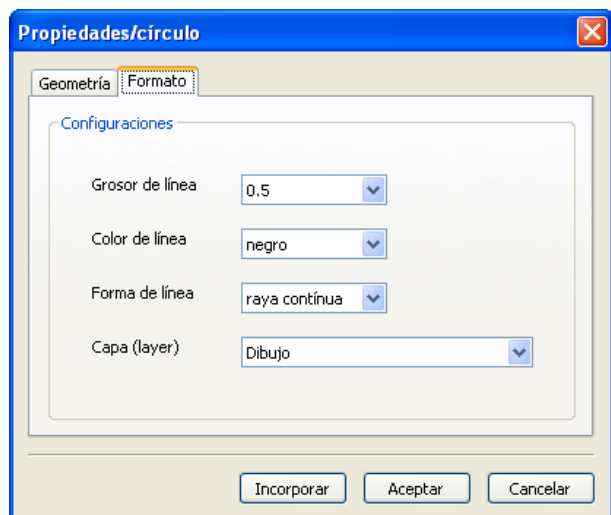 Propiedades/círculo
Geometría Formato
Configuraciones
Grosor de línea 0.5
Color de línea negro
Forma de línea raya contínua
Capa (layer) Dibujo
Incorporar Aceptar Cancelar